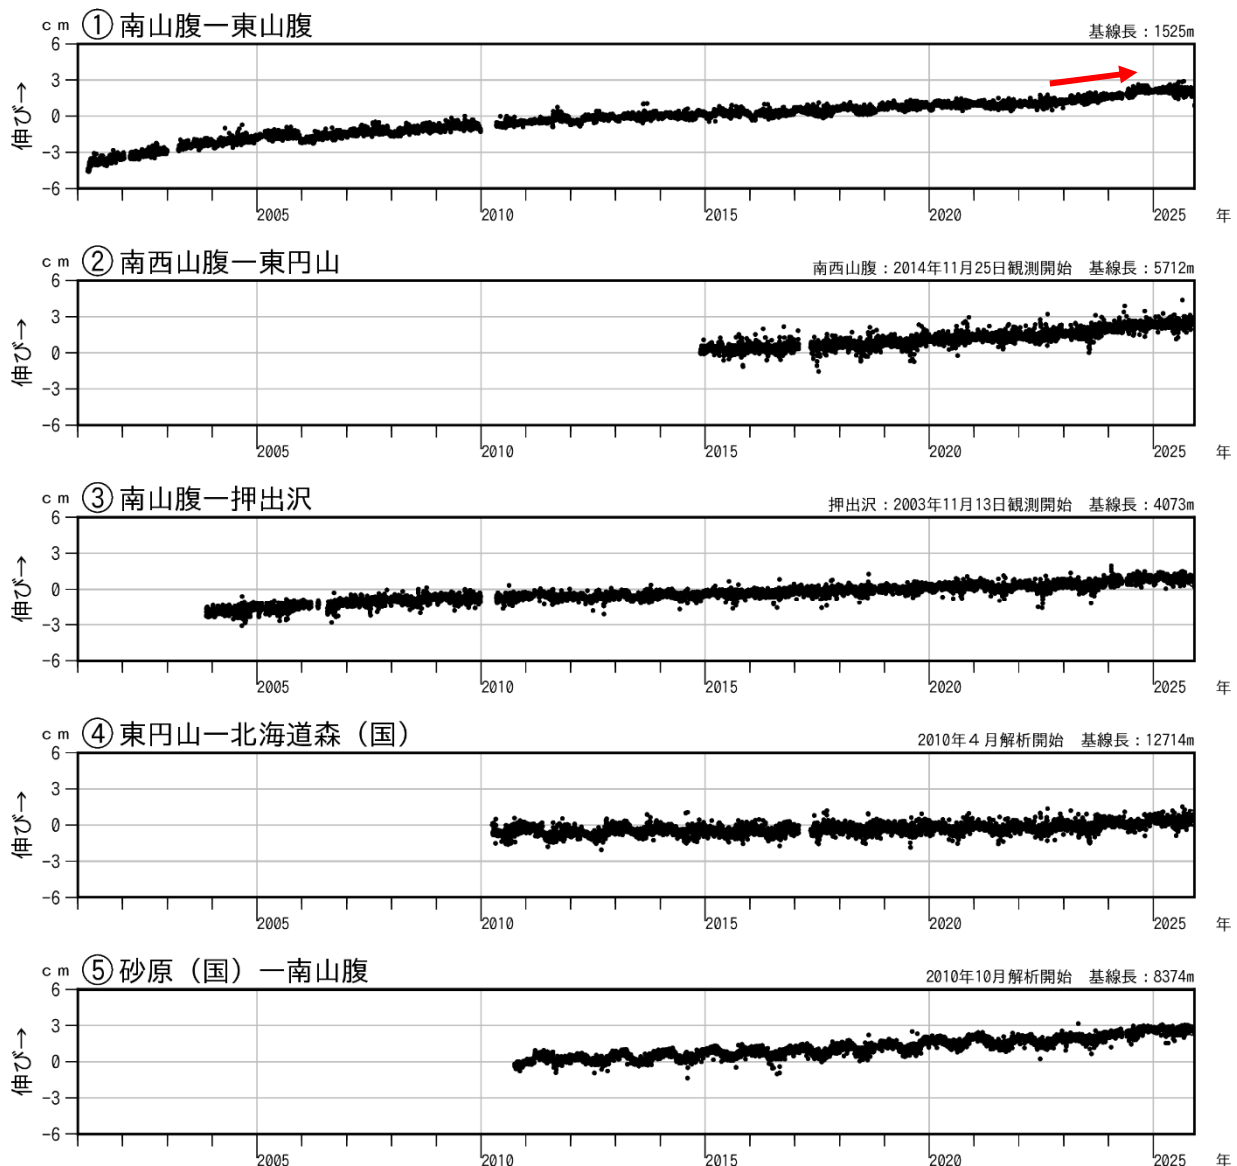 cm ①南山腹ー東山腹 基線長：1525m
6
3
0
-3
-6
伸び→
2005 2010 2015 2020 2025 年
cm ②南西山腹ー東円山 南西山腹：2014年11月25日観測開始 基線長：5712m
6
3
0
-3
-6
伸び→
2005 2010 2015 2020 2025 年
cm ③南山腹ー押出沢 押出沢：2003年11月13日観測開始 基線長：4073m
6
3
0
-3
-6
伸び→
2005 2010 2015 2020 2025 年
cm ④東円山ー北海道森（国） 2010年４月解析開始 基線長：12714m
6
3
0
-3
-6
伸び→
2005 2010 2015 2020 2025 年
cm ⑤砂原（国）ー南山腹 2010年10月解析開始 基線長：8374m
6
3
0
-3
-6
伸び→
2005 2010 2015 2020 2025 年